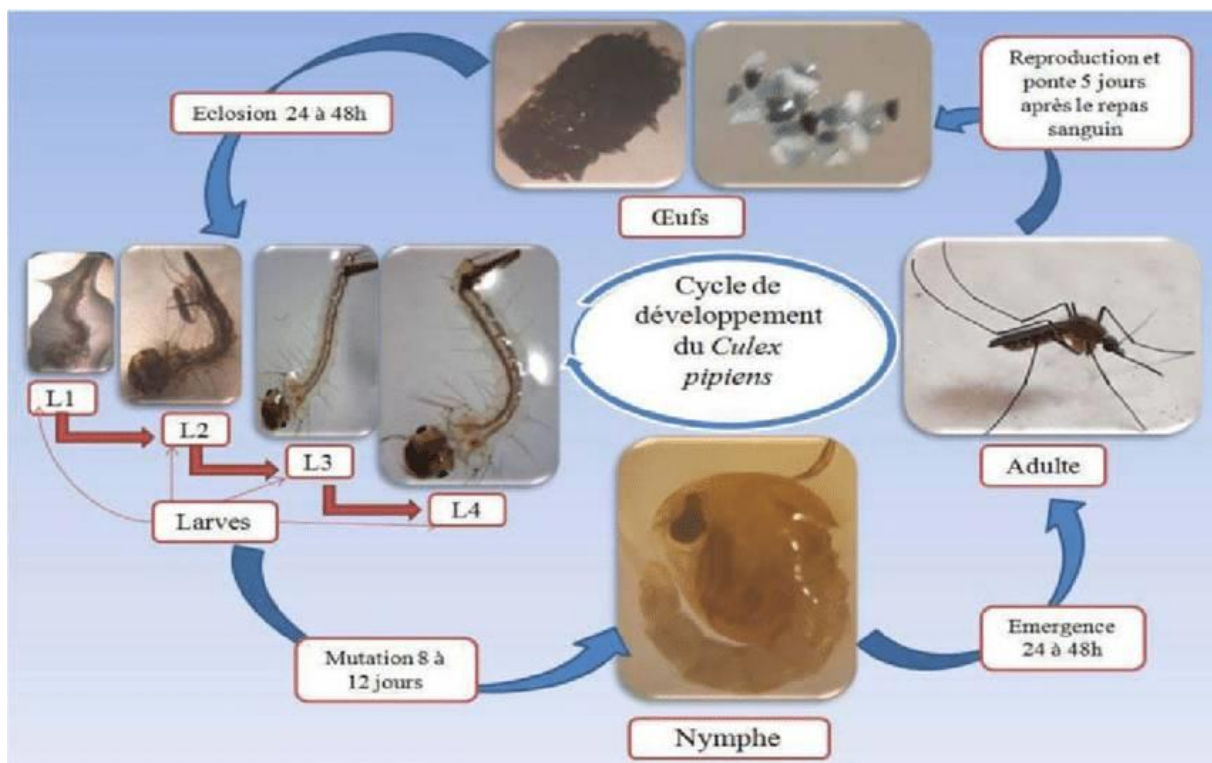 Reproduction et
ponte 5 jours
après le repas
sanguin
Eclosion 24 à 48h
Œufs
Cycle de
développement
du Culex
pipiens
L1
L2
L3
L4
Larves
Adulte
Mutation 8 à
12 jours
Emergence
24 à 48h
Nymphe